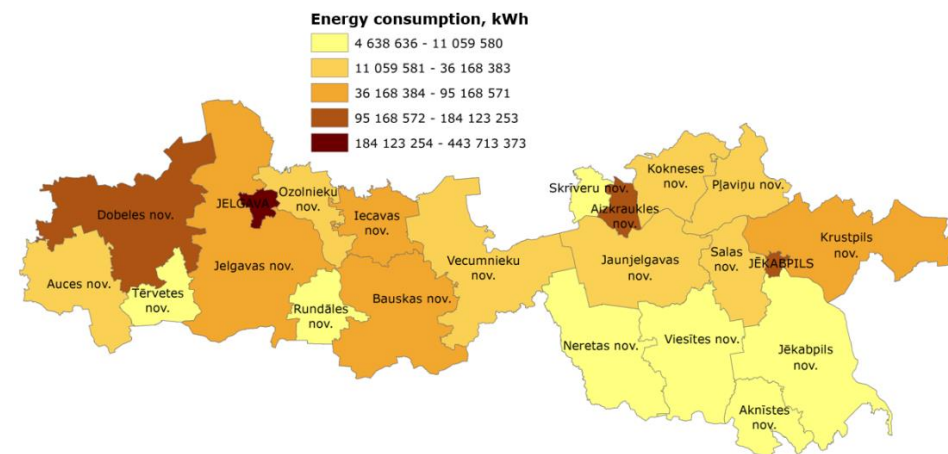 Energy consumption, kWh
4 638 636 - 11 059 580
11 059 581 - 36 168 383
36 168 384 - 95 168 571
95 168 572 - 184 123 253
184 123 254 - 443 713 373
Kokneses
nov.
Pļaviņu nov.
Skrīveru nov.
Aizkraukles
nov.
Ozolnieku
nov.
JELGAVA
Dobeles nov.
Iecavas
nov.
Krustpils
nov.
Salas
nov.
JĒKABPILS
Jaunjelgavas
nov.
Vecumnieku
nov.
Jelgavas nov.
Auces nov.
Tērvetes
nov.
Rundāles
nov.
Bauskas nov.
Neretas nov.
Viesītes nov.
Jēkabpils
nov.
Aknīstes
nov.